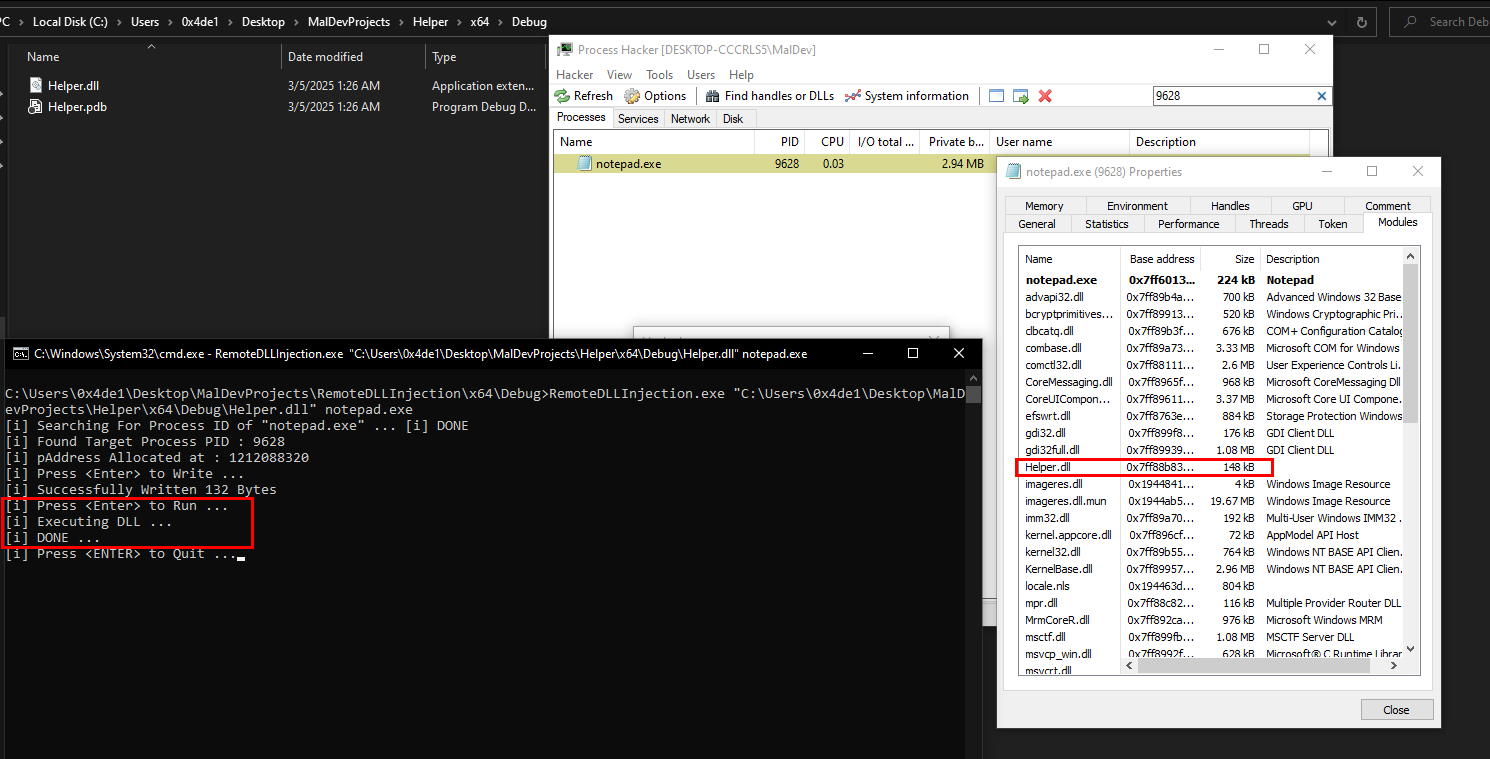 PC > Local Disk (C:) > Users > 0x4de1 > Desktop > MalDevProjects > Helper > x64 > Debug
Search Deb
Name Date modified Type
Helper.dll 3/5/2025 1:26 AM Application exten...
Helper.pdb 3/5/2025 1:26 AM Program Debug D...
Process Hacker [DESKTOP-CCCRLS5\MalDev]
Hacker View Tools Users Help
Refresh Options Find handles or DLLs System information 9628
Processes Services Network Disk
Name PID CPU I/O total ... Private b... User name Description
notepad.exe 9628 0.03 2.94 MB
notepad.exe (9628) Properties
Memory Environment Handles GPU Comment
General Statistics Performance Threads Token Modules
Name Base address Size Description
notepad.exe 0x7ff6013... 224 kB Notepad
advapi32.dll 0x7ff89b4a... 700 kB Advanced Windows 32 Base
bcryptprimitives... 0x7ff89913... 520 kB Windows Cryptographic Pri...
clbcatq.dll 0x7ff89b3f... 676 kB COM+ Configuration Catalog
combase.dll 0x7ff89a73... 3.33 MB Microsoft COM for Windows
comctl32.dll 0x7ff88111... 2.6 MB User Experience Controls Li...
CoreMessaging.dll 0x7ff8965f... 968 kB Microsoft CoreMessaging Dll
CoreUICompon... 0x7ff89611... 3.37 MB Microsoft Core UI Compone...
efswrt.dll 0x7ff8763e... 884 kB Storage Protection Windows
gdi32.dll 0x7ff899f8... 176 kB GDI Client DLL
gdi32full.dll 0x7ff89939... 1.08 MB GDI Client DLL
Helper.dll 0x7ff88b83... 148 kB
imageres.dll 0x1944841... 4 kB Windows Image Resource
imageres.dll.mun 0x1944ab5... 19.67 MB Windows Image Resource
imm32.dll 0x7ff89a70... 192 kB Multi-User Windows IMM32 .
kernel.appcore.dll 0x7ff896cf... 72 kB AppModel API Host
kernel32.dll 0x7ff89b55... 764 kB Windows NT BASE API Clien...
KernelBase.dll 0x7ff89957... 2.96 MB Windows NT BASE API Clien...
locale.nls 0x194463d... 804 kB
mpr.dll 0x7ff88c82... 116 kB Multiple Provider Router DLL
MrmCoreR.dll 0x7ff892ca... 976 kB Microsoft Windows MRM
msctf.dll 0x7ff899fb... 1.08 MB MSCTF Server DLL
msvcp_win.dll 0x7ff8992f... 628 kB Microsoft® C Runtime Librar
msvcrt.dll
Close
C:\Windows\System32\cmd.exe - RemoteDLLInjection.exe "C:\Users\0x4de1\Desktop\MalDevProjects\Helper\x64\Debug\Helper.dll" notepad.exe
C:\Users\0x4de1\Desktop\MalDevProjects\RemoteDLLInjection\x64\Debug>RemoteDLLInjection.exe "C:\Users\0x4de1\Desktop\MalD
evProjects\Helper\x64\Debug\Helper.dll" notepad.exe
[i] Searching For Process ID of "notepad.exe" ... [i] DONE
[i] Found Target Process PID : 9628
[i] pAddress Allocated at : 1212088320
[i] Press <Enter> to Write ...
[i] Successfully Written 132 Bytes
[i] Press <Enter> to Run ...
[i] Executing DLL ...
[i] DONE ...
[i] Press <ENTER> to Quit ...